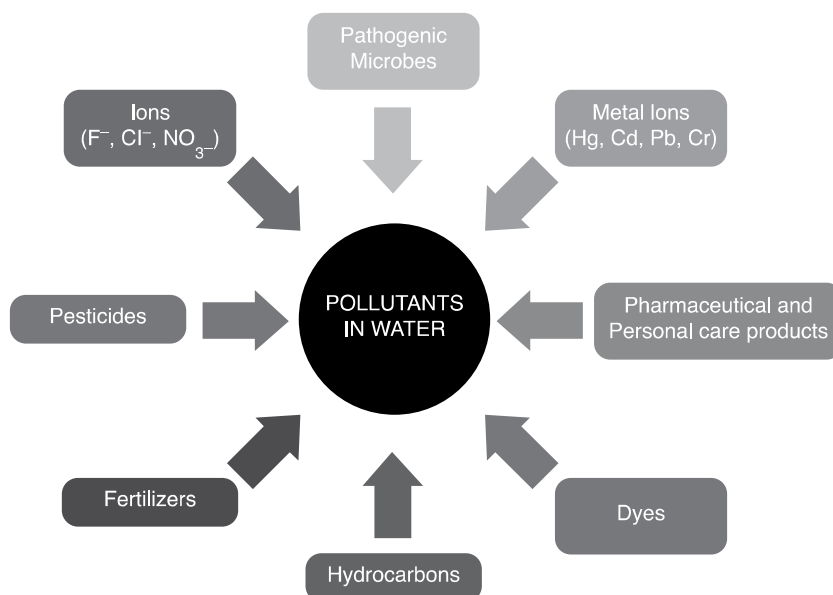 Pathogenic
Microbes
Ions
(F⁻, Cl⁻, NO₃₋)
Metal Ions
(Hg, Cd, Pb, Cr)
Pesticides
POLLUTANTS
IN WATER
Pharmaceutical and
Personal care products
Fertilizers
Dyes
Hydrocarbons